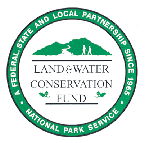 A FEDERAL STATE AND LOCAL PARTNERSHIP SINCE 1965
LAND & WATER
CONSERVATION
FUND
NATIONAL PARK SERVICE